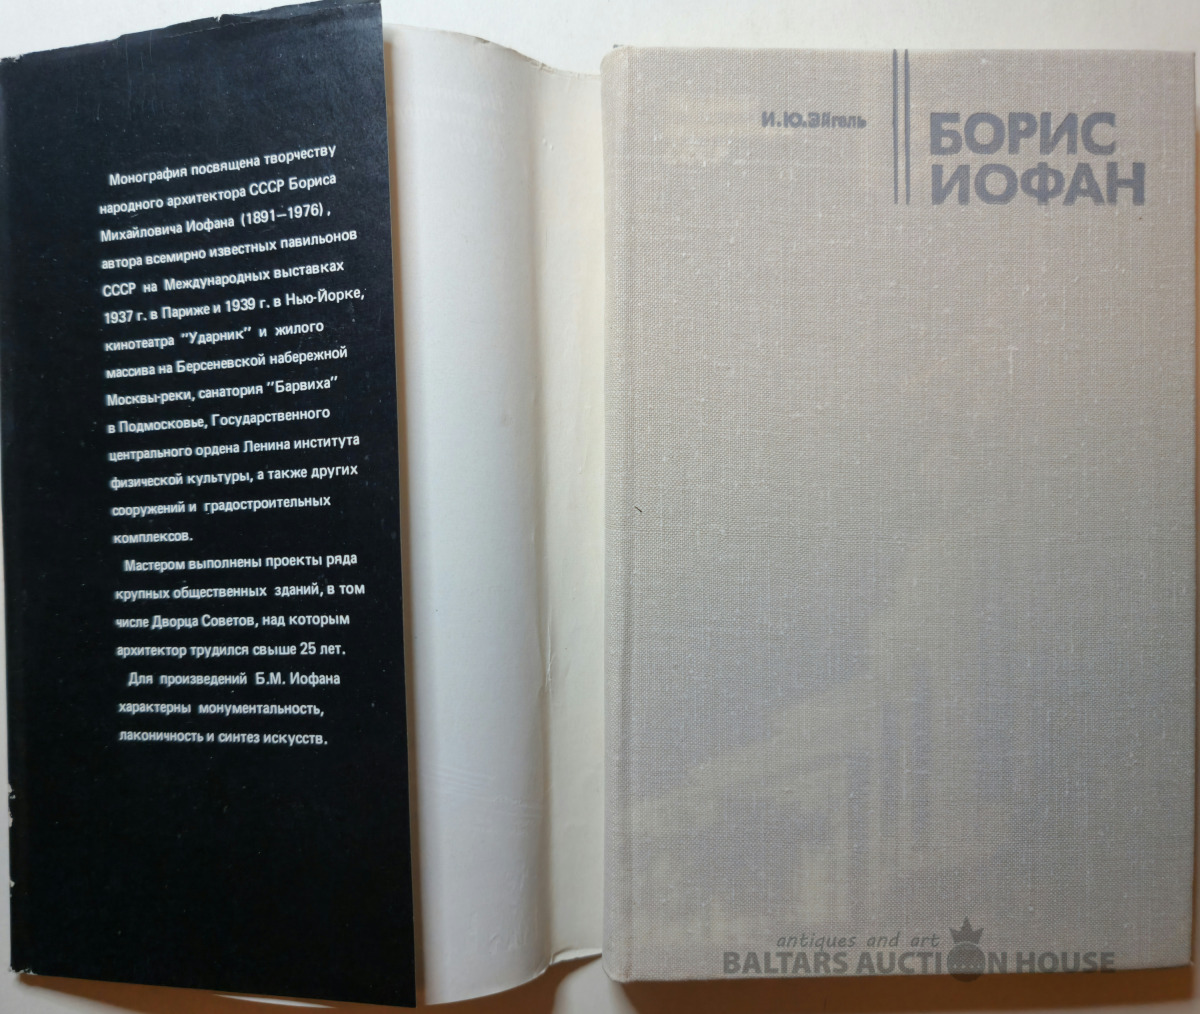 Монография посвящена творчеству
народного архитектора СССР Бориса
Михайловича Иофана (1891—1976),
автора всемирно известных павильонов
СССР на Международных выставках
1937 г. в Париже и 1939 г. в Нью-Йорке,
кинотеатра "Ударник" и жилого
массива на Берсеневской набережной
Москвы-реки, санатория "Барвиха"
в Подмосковье, Государственного
центрального ордена Ленина института
физической культуры, а также других
сооружений и градостроительных
комплексов.
Мастером выполнены проекты ряда
крупных общественных зданий, в том
числе Дворца Советов, над которым
архитектор трудился свыше 25 лет.
Для произведений Б.М. Иофана
характерны монументальность,
лаконичность и синтез искусств.
И.Ю.Эйгель
БОРИС
ИОФАН
antiques and art
BALTARS AUCTION HOUSE